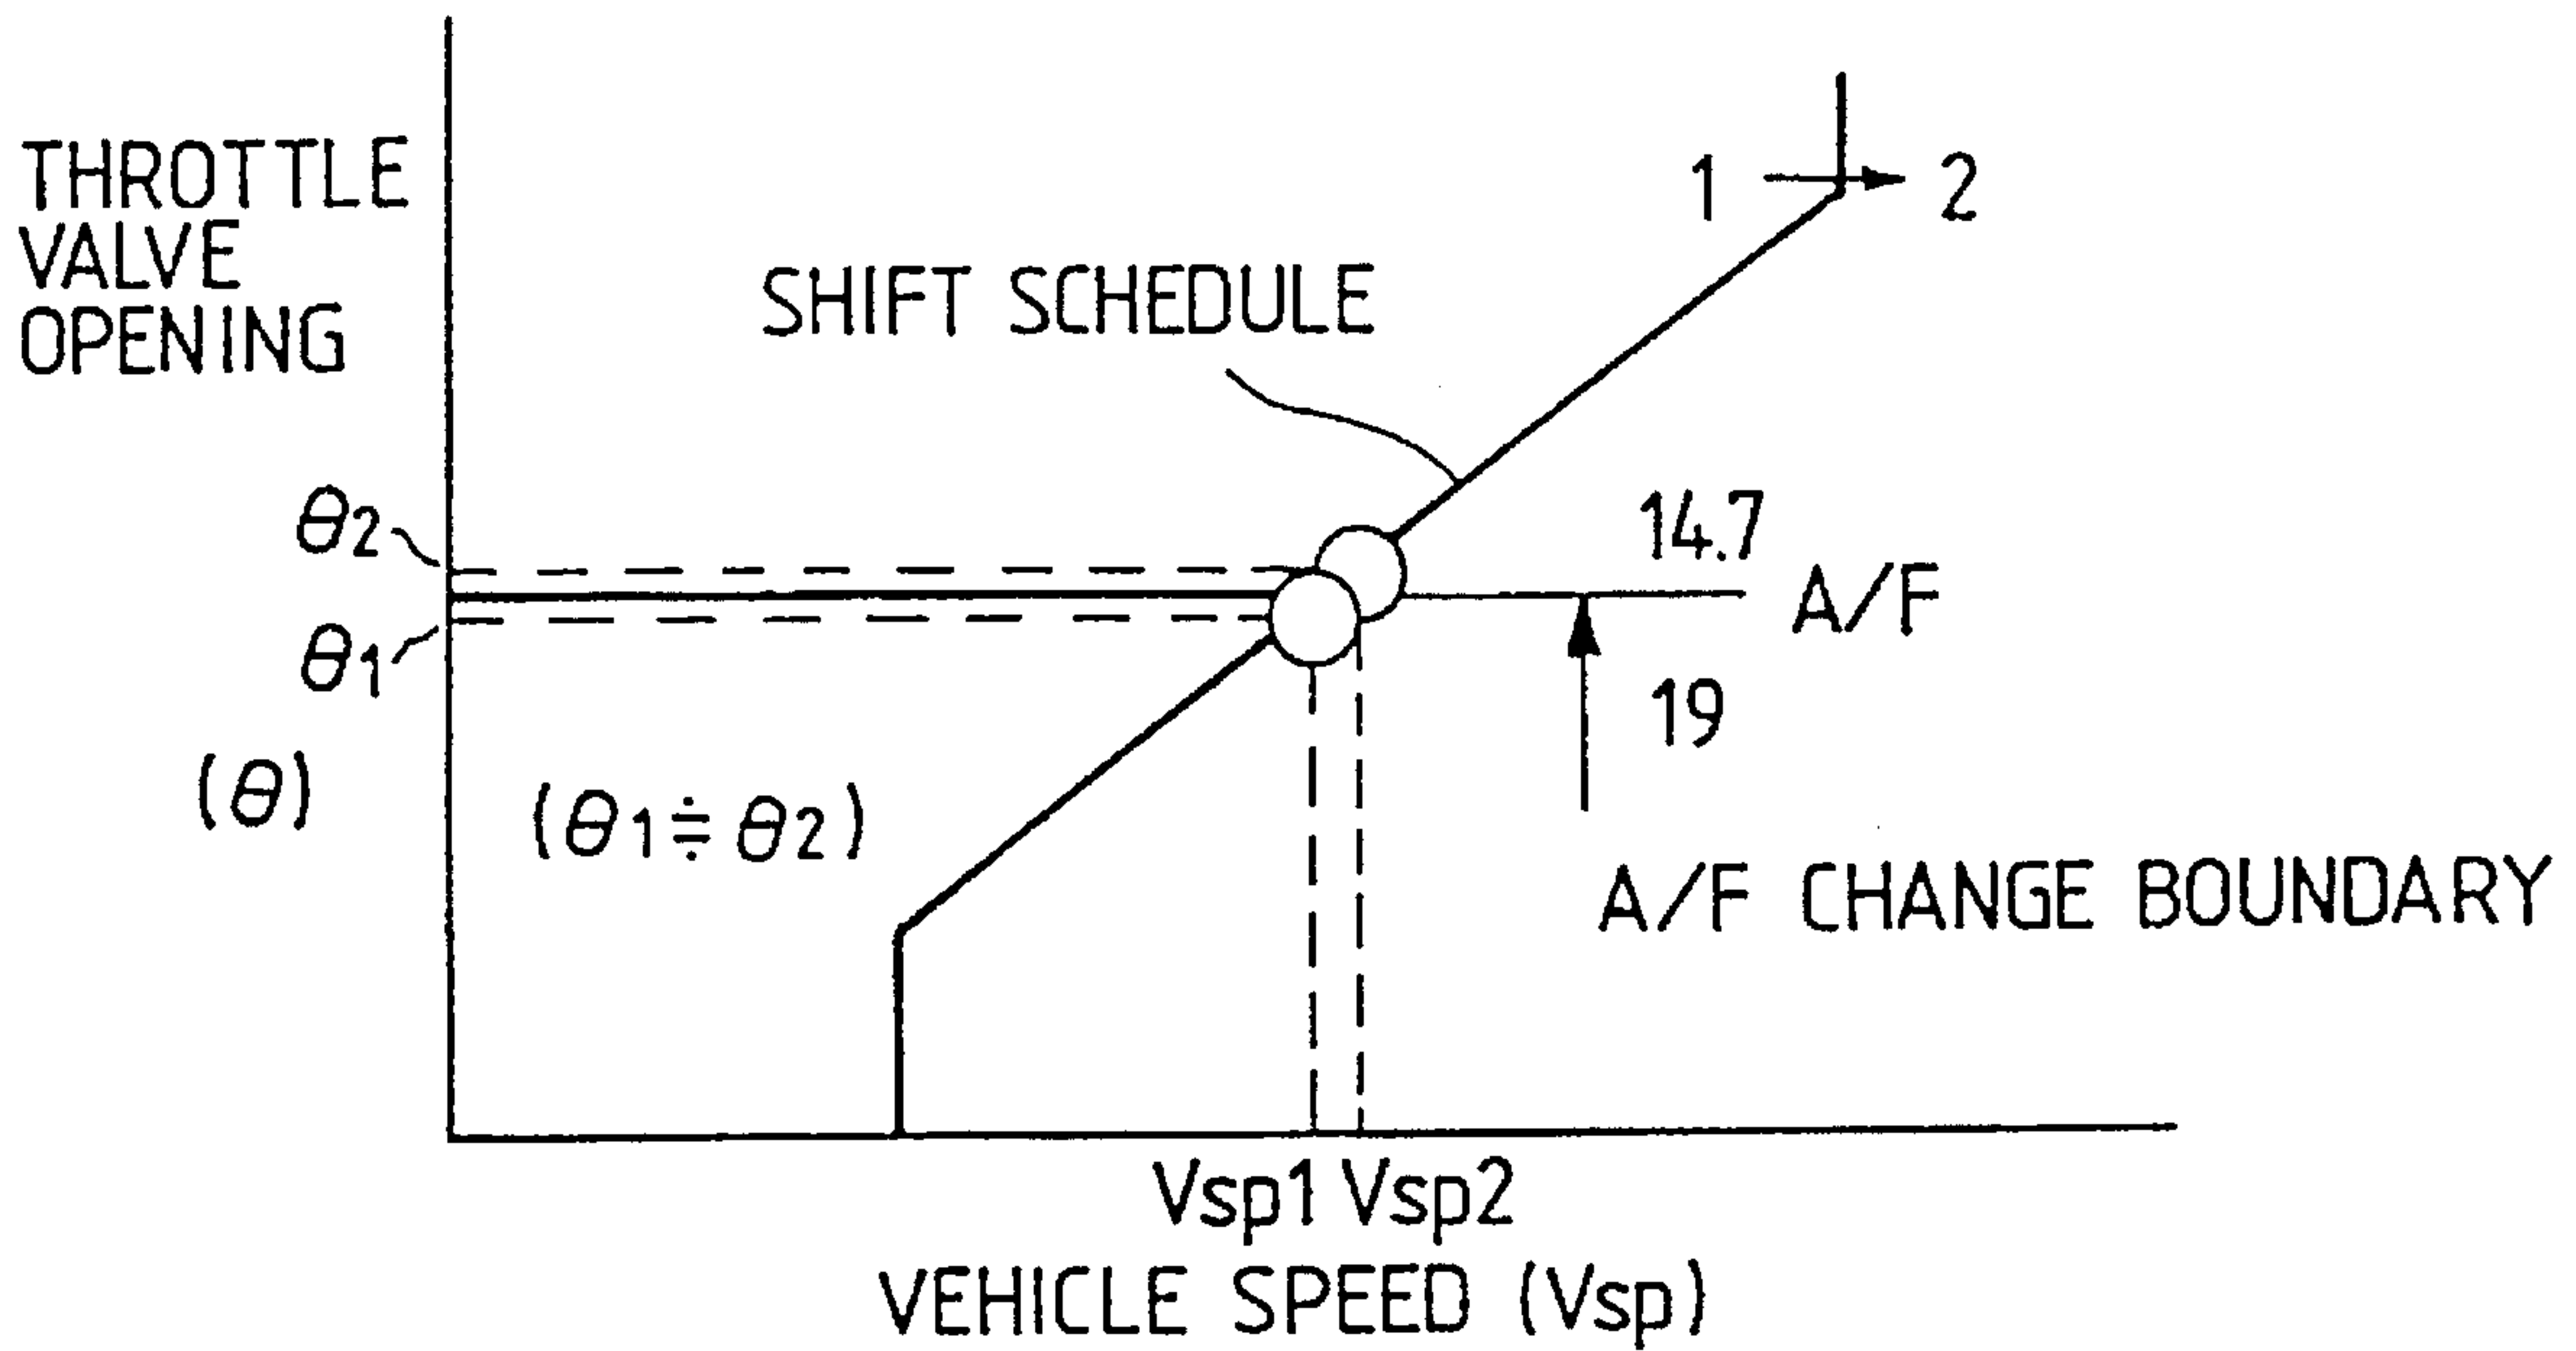 THROTTLE
VALVE
OPENING
1
2
SHIFT SCHEDULE
θ2
14.7
A/F
θ1
19
(θ)
(θ1≑θ2)
A/F CHANGE BOUNDARY
Vsp1 Vsp2
VEHICLE SPEED (Vsp)